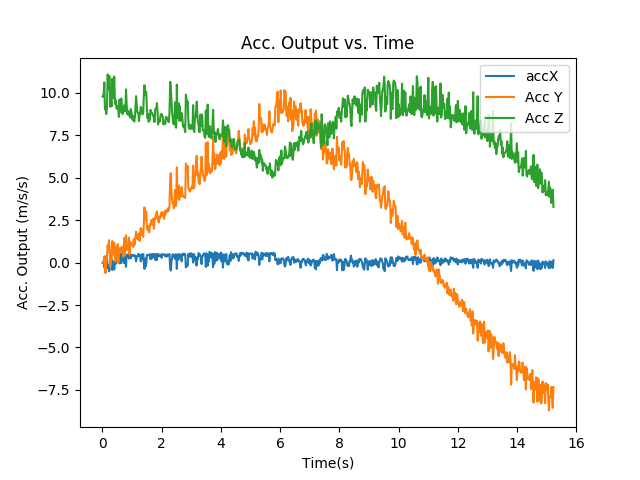 Acc. Output vs. Time
accX
Acc Y
Acc Z
Acc. Output (m/s/s)
10.0
7.5
5.0
2.5
0.0
−2.5
−5.0
−7.5
0 2 4 6 8 10 12 14 16
Time(s)